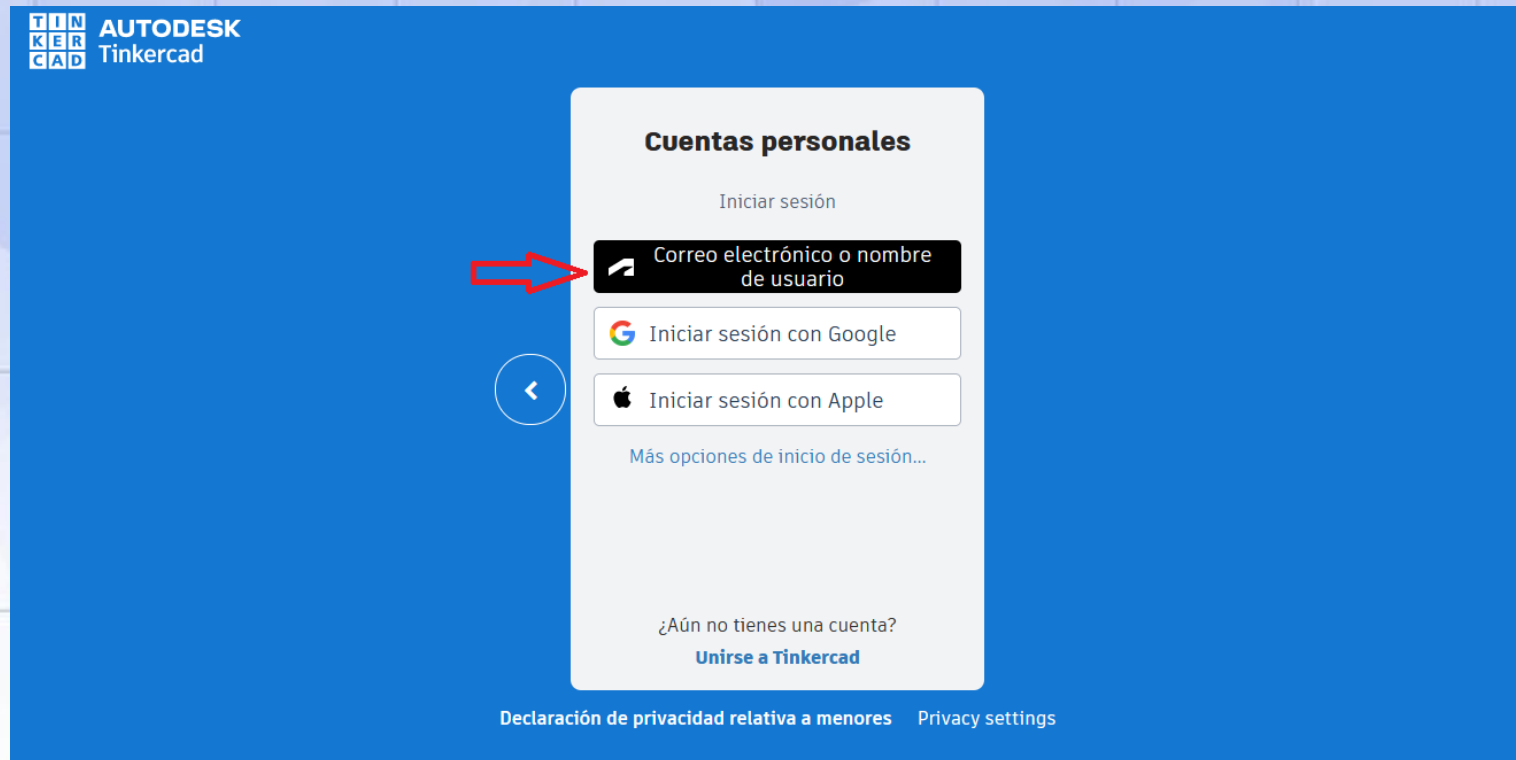 TIN
KER
CAD
AUTODESK
Tinkercad
Cuentas personales
Iniciar sesión
Correo electrónico o nombre
de usuario
Iniciar sesión con Google
Iniciar sesión con Apple
Más opciones de inicio de sesión...
¿Aún no tienes una cuenta?
Unirse a Tinkercad
Declaración de privacidad relativa a menores Privacy settings